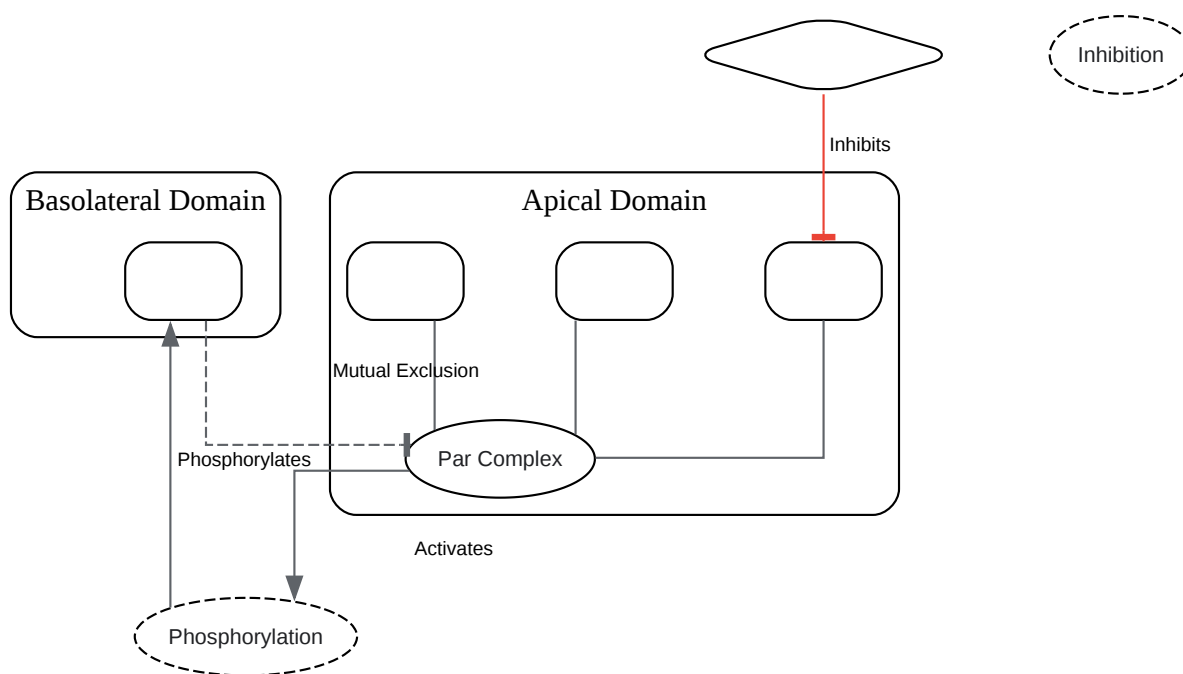 Inhibition
Inhibits
Basolateral Domain
Apical Domain
Mutual Exclusion
Phosphorylates
Par Complex
Activates
Phosphorylation